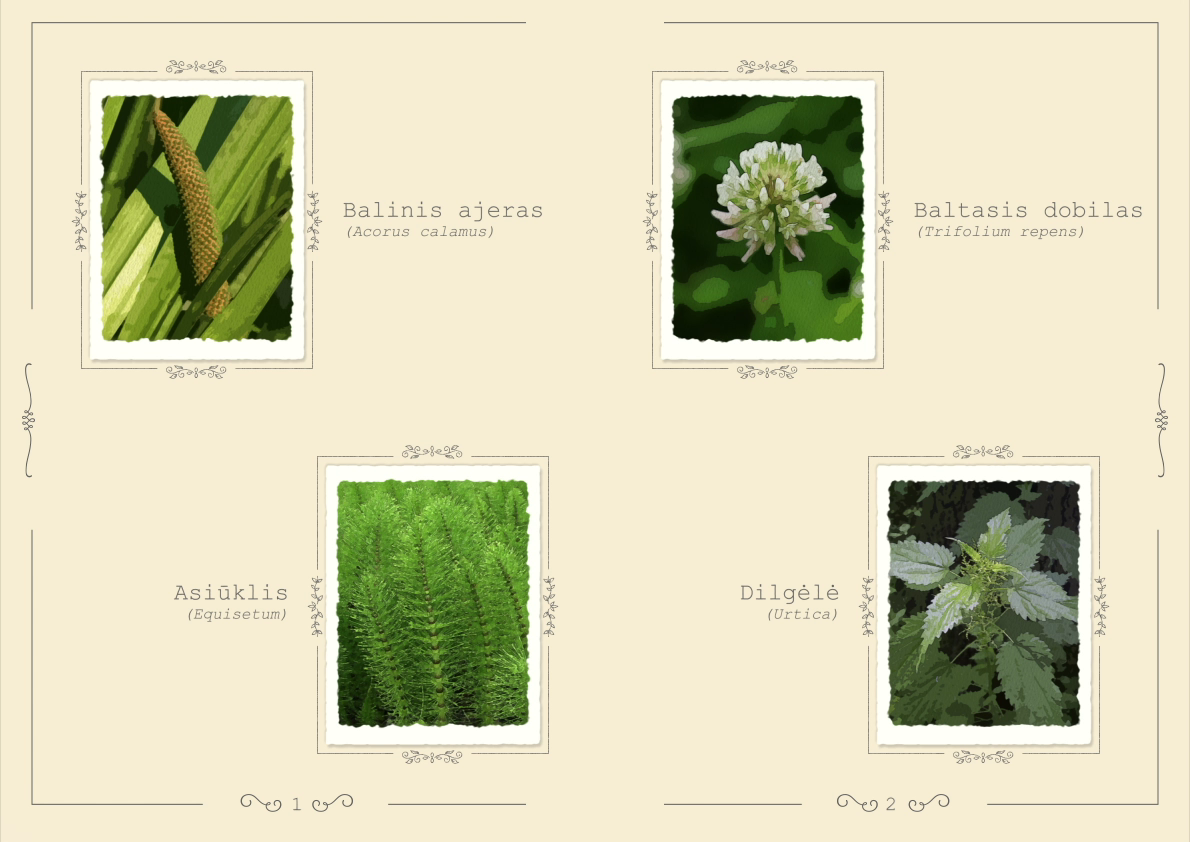 Balinis ajeras
(Acorus calamus)
Asiūklis
(Equisetum)
1
Baltasis dobilas
(Trifolium repens)
Dilgėlė
(Urtica)
2